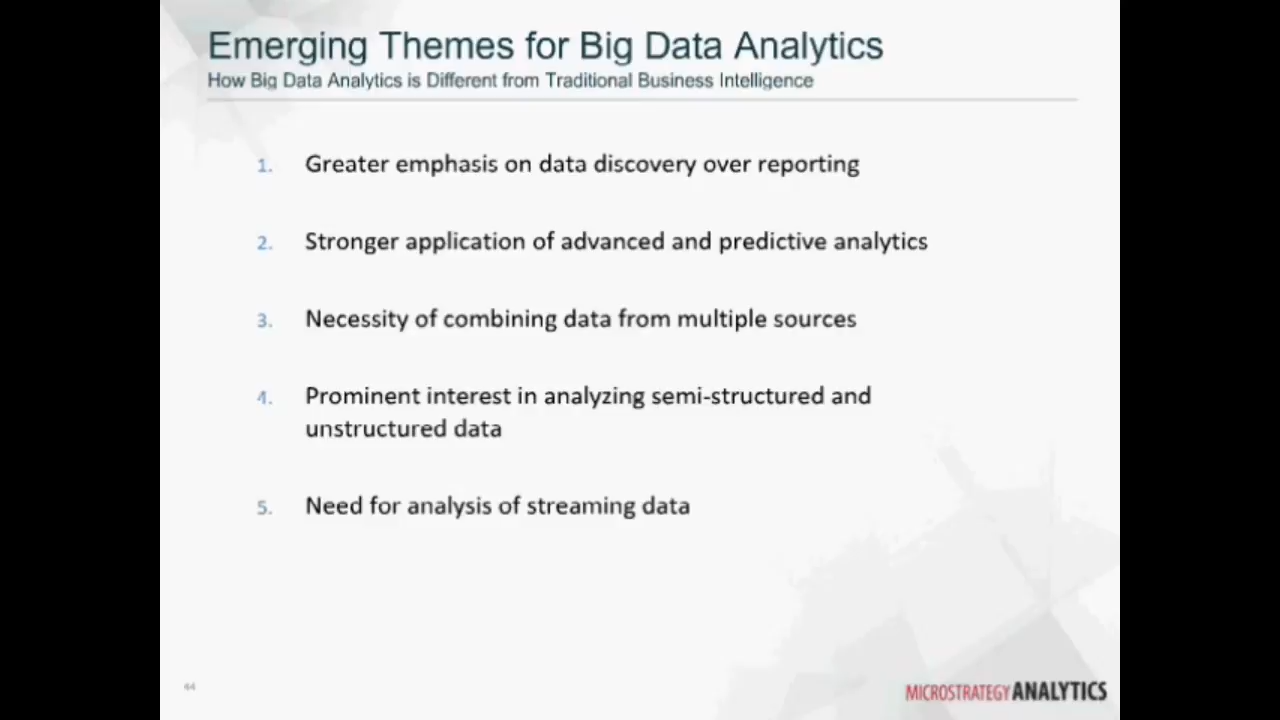 Emerging Themes for Big Data Analytics
How Big Data Analytics is Different from Traditional Business Intelligence
1. Greater emphasis on data discovery over reporting
2. Stronger application of advanced and predictive analytics
3. Necessity of combining data from multiple sources
4. Prominent interest in analyzing semi-structured and
unstructured data
5. Need for analysis of streaming data
44
MICROSTRATEGY ANALYTICS